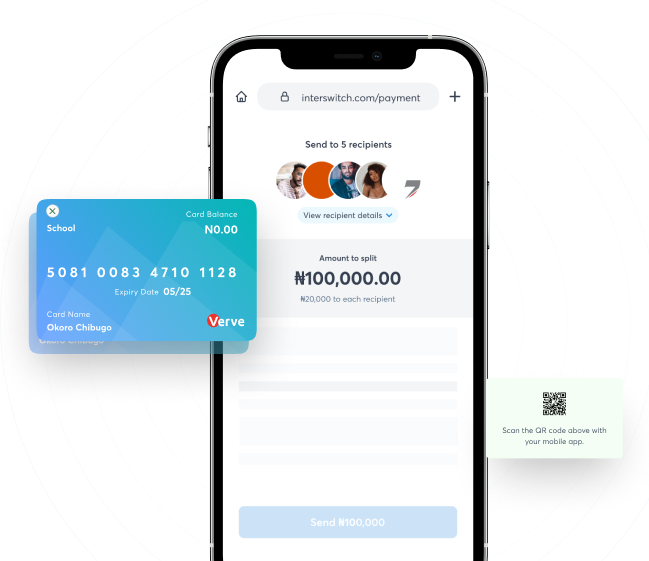 interswitch.com/payment
Send to 5 recipients
View recipient details
Card Balance
School
N0.00
5081 0083 4710 1128
Expiry Date 05/25
Card Name
Okoro Chibugo
Verve
Okoro Chibugo
Amount to split
₦100,000.00
₦20,000 to each recipient
Scan the QR code above with
your mobile app.
Send ₦100,000